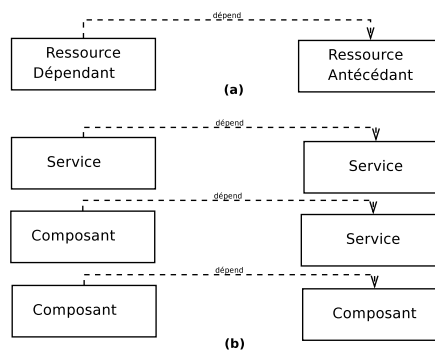 dépend
Ressource
Dépendant
Ressource
Antécédant
(a)
dépend
Service
Service
dépend
Composant
Service
dépend
Composant
Composant
(b)